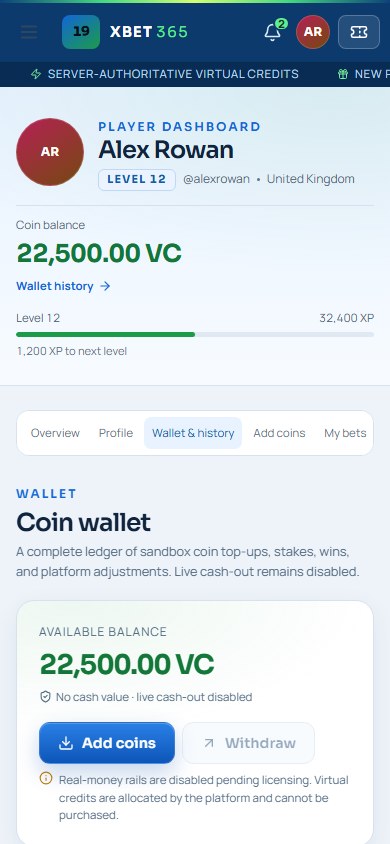 19
XBET 365
2
AR
SERVER-AUTHORITATIVE VIRTUAL CREDITS
NEW
AR
PLAYER DASHBOARD
Alex Rowan
LEVEL 12 @alexrowan • United Kingdom
Coin balance
22,500.00 VC
Wallet history →
Level 12 32,400 XP
1,200 XP to next level
Overview Profile Wallet & history Add coins My bets
WALLET
Coin wallet
A complete ledger of sandbox coin top-ups, stakes, wins,
and platform adjustments. Live cash-out remains disabled.
AVAILABLE BALANCE
22,500.00 VC
No cash value · live cash-out disabled
Add coins Withdraw
Real-money rails are disabled pending licensing. Virtual
credits are allocated by the platform and cannot be
purchased.